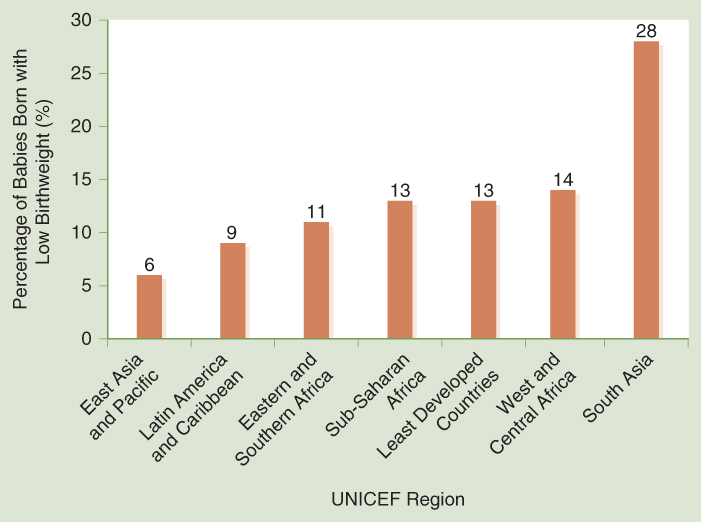 Percentage of Babies Born with
Low Birthweight (%)
30
25
20
15
10
5
0
6
9
11
13
13
14
28
East Asia
and Pacific
Latin America
and Caribbean
Eastern and
Southern Africa
Sub-Saharan
Africa
Least Developed
Countries
West and
Central Africa
South Asia
UNICEF Region